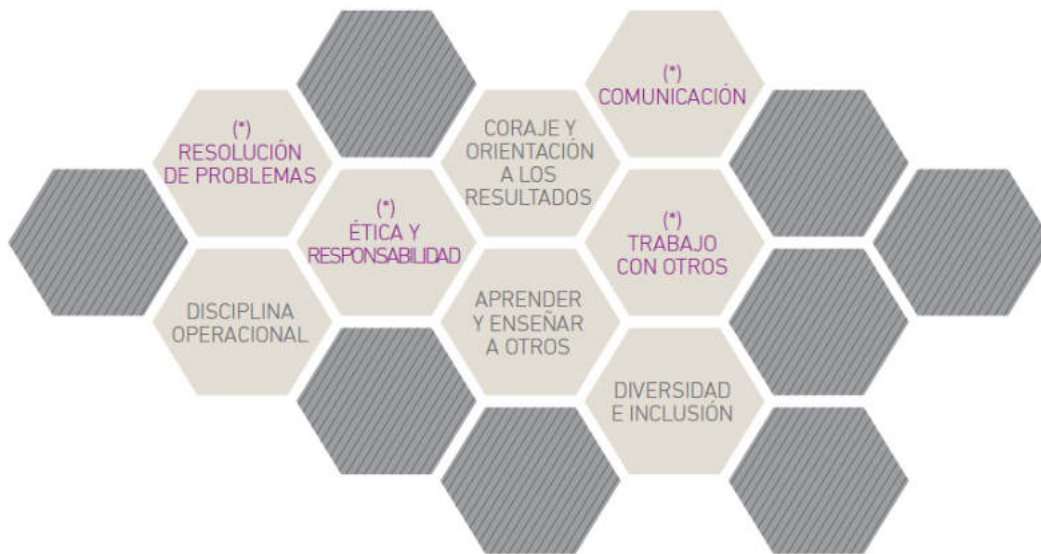 (*)
RESOLUCIÓN
DE PROBLEMAS
(*)
ÉTICA Y
RESPONSABILIDAD
DISCIPLINA
OPERACIONAL
CORAJE Y
ORIENTACIÓN
A LOS
RESULTADOS
APRENDER
Y ENSEÑAR
A OTROS
(*)
COMUNICACIÓN
(*)
TRABAJO
CON OTROS
DIVERSIDAD
E INCLUSIÓN